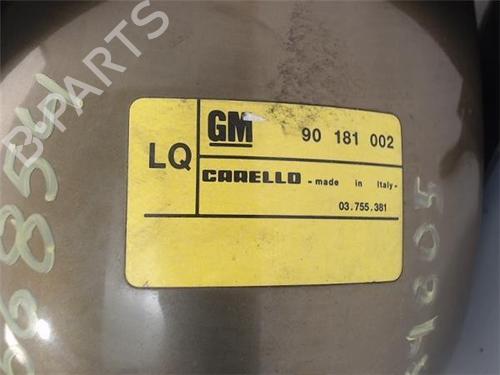 B-PARTS
GM 90 181 002
LQ
CARELLO - made in Italy-
03.755.381